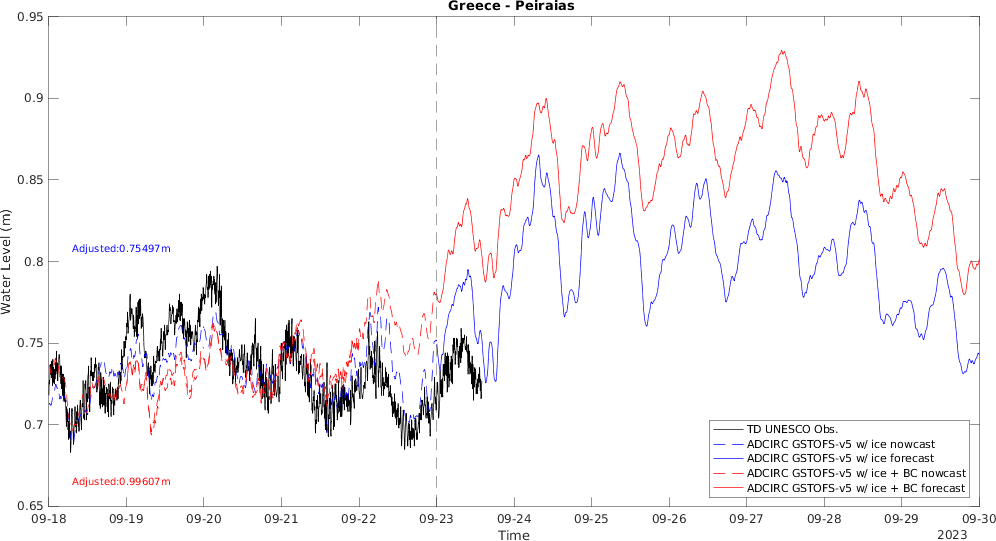 Greece - Peiraias
0.95
0.9
0.85
0.8
0.75
0.7
0.65
Water Level (m)
Adjusted:0.75497m
Adjusted:0.99607m
TD UNESCO Obs.
ADCIRC GSTOFS-v5 w/ ice nowcast
ADCIRC GSTOFS-v5 w/ ice forecast
ADCIRC GSTOFS-v5 w/ ice + BC nowcast
ADCIRC GSTOFS-v5 w/ ice + BC forecast
09-18 09-19 09-20 09-21 09-22 09-23 09-24 09-25 09-26 09-27 09-28 09-29 09-30
Time
2023